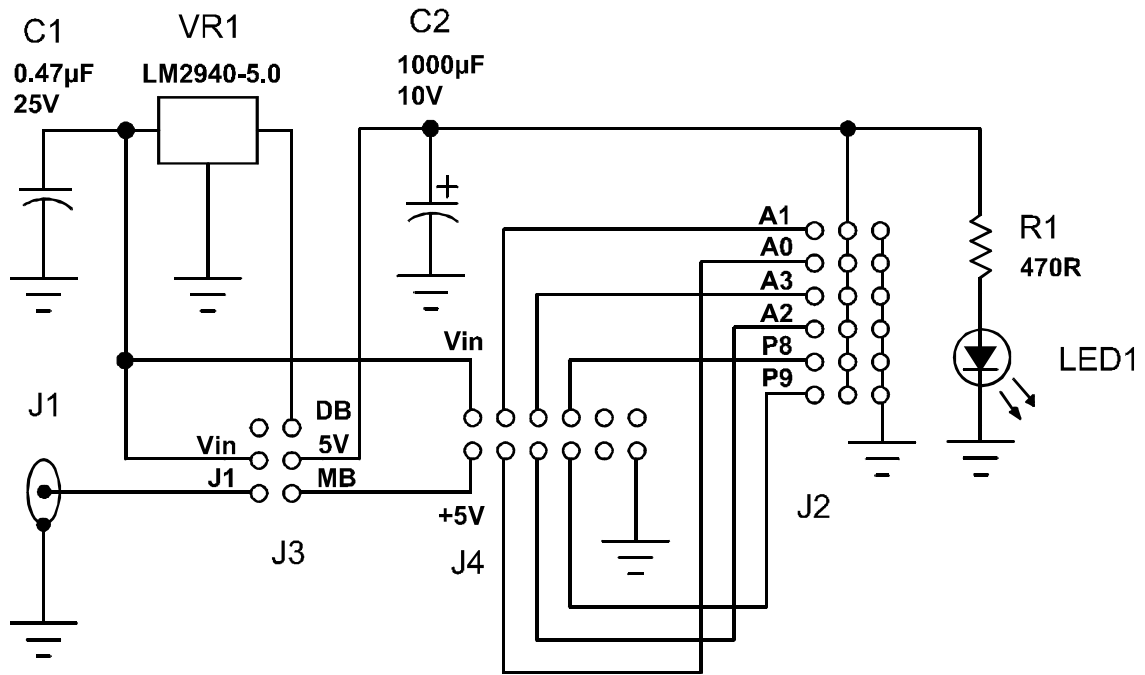 C1
0.47µF
25V
VR1
LM2940-5.0
C2
1000µF
10V
+
A1
A0
A3
A2
P8
P9
R1
470R
LED1
Vin
J1
DB
Vin
5V
J1
MB
+5V
J3
J4
J2